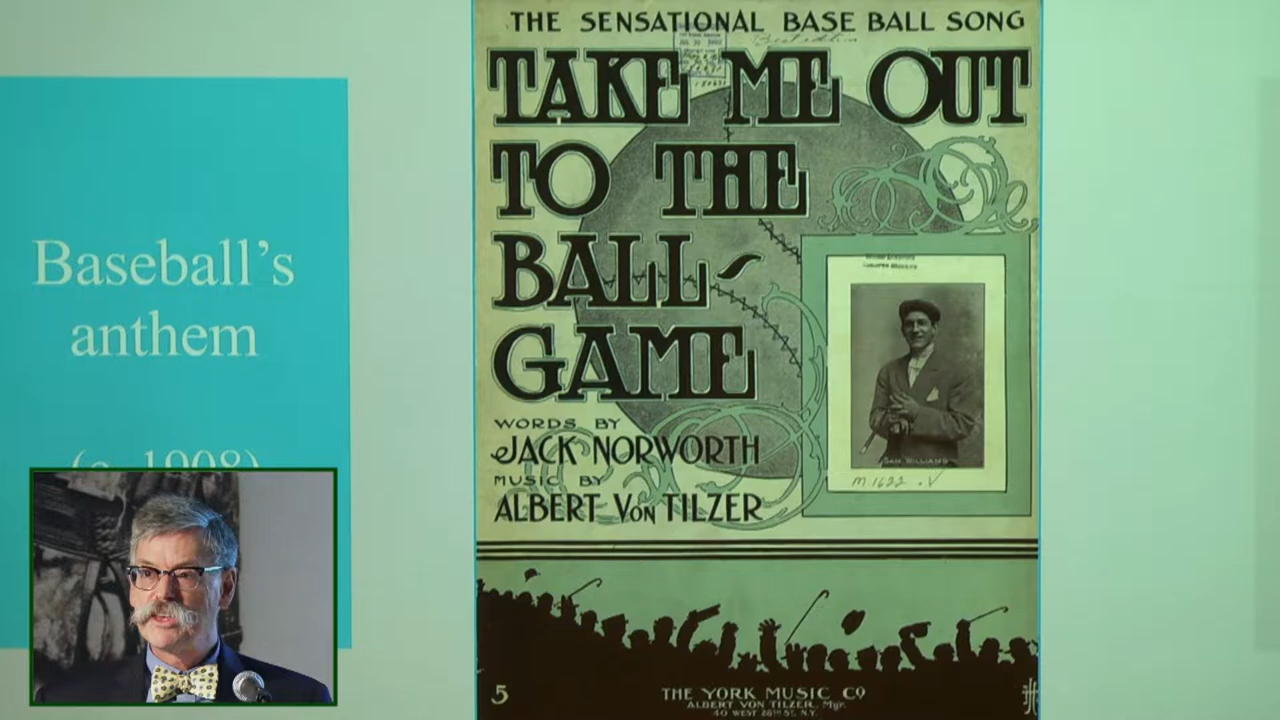 Baseball's
anthem
(c. 1908)
THE SENSATIONAL BASE BALL SONG
TAKE ME OUT
TO THE
BALL-
GAME
WORDS BY
JACK NORWORTH
MUSIC BY
ALBERT VON TILZER
SAM WILLIAMS
M 1622 . V
5
THE YORK MUSIC CO
ALBERT VON TILZER, Mgr.
40 WEST 28TH ST. N.Y.